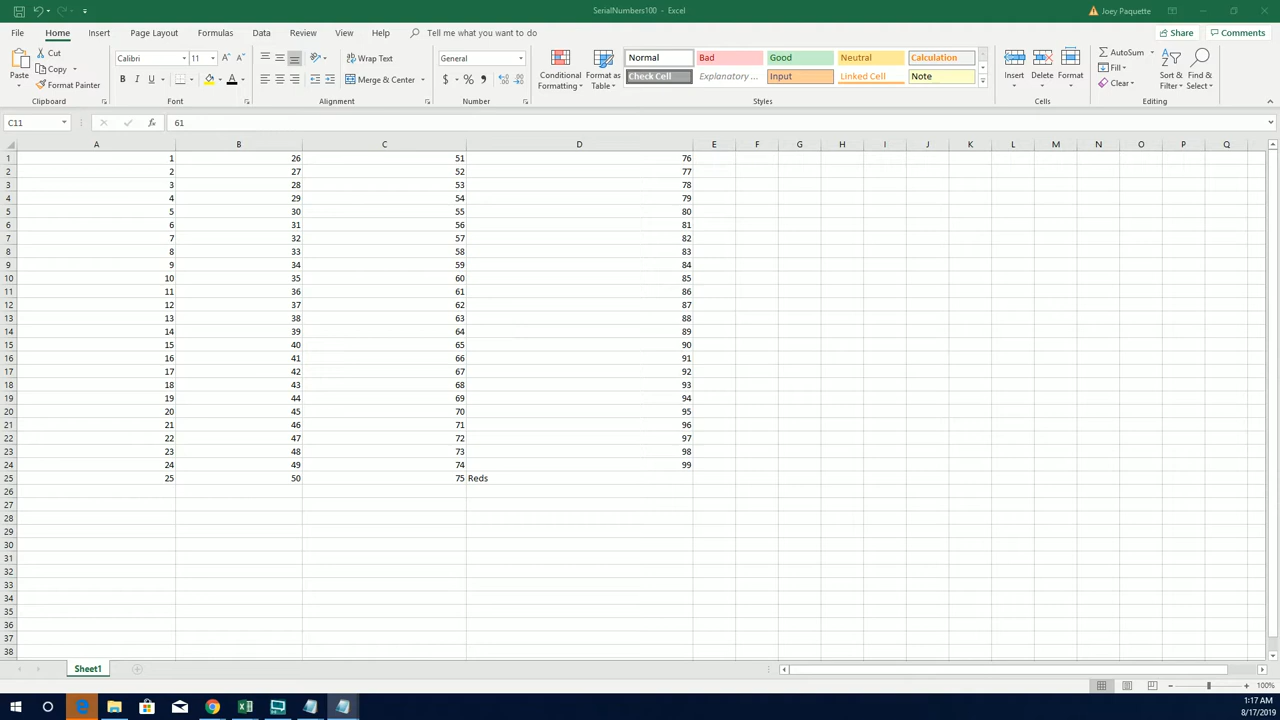 SerialNumbers100 - Excel
Joey Paquette
File Home Insert Page Layout Formulas Data Review View Help Tell me what you want to do
Share Comments
Cut
Copy
Format Painter
Paste
Clipboard
Calibri 11
B I U
Font
Wrap Text
Merge & Center
Alignment
General
$ % ,
Number
Conditional Formatting
Format as Table
Normal Bad Good Neutral Calculation
Check Cell Explanatory ... Input Linked Cell Note
Styles
Insert Delete Format
Cells
AutoSum
Fill
Clear
Sort & Filter
Find & Select
Editing
C11 fx 61
A B C D E F G H I J K L M N O P Q
1 1 26 51 76
2 2 27 52 77
3 3 28 53 78
4 4 29 54 79
5 5 30 55 80
6 6 31 56 81
7 7 32 57 82
8 8 33 58 83
9 9 34 59 84
10 10 35 60 85
11 11 36 61 86
12 12 37 62 87
13 13 38 63 88
14 14 39 64 89
15 15 40 65 90
16 16 41 66 91
17 17 42 67 92
18 18 43 68 93
19 19 44 69 94
20 20 45 70 95
21 21 46 71 96
22 22 47 72 97
23 23 48 73 98
24 24 49 74 99
25 25 50 75 Reds
26
27
28
29
30
31
32
33
34
35
36
37
38
Sheet1
100%
1:17 AM
8/17/2019